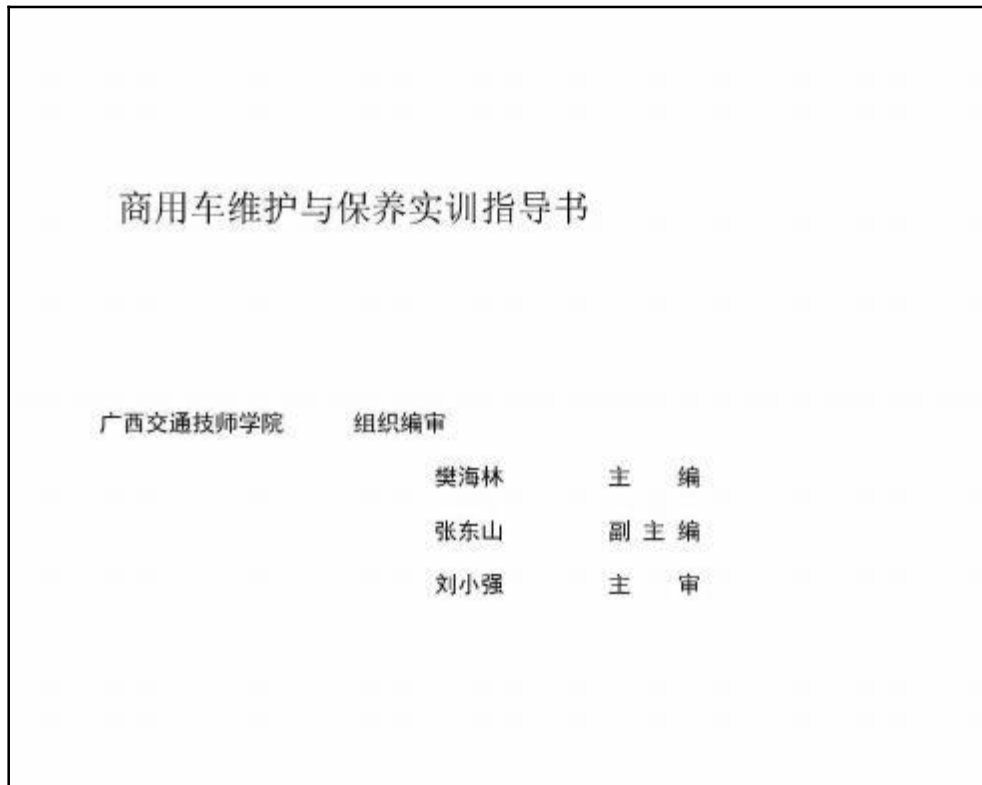 商用车维护与保养实训指导书
广西交通技师学院 组织编审
樊海林 主 编
张东山 副 主 编
刘小强 主 审